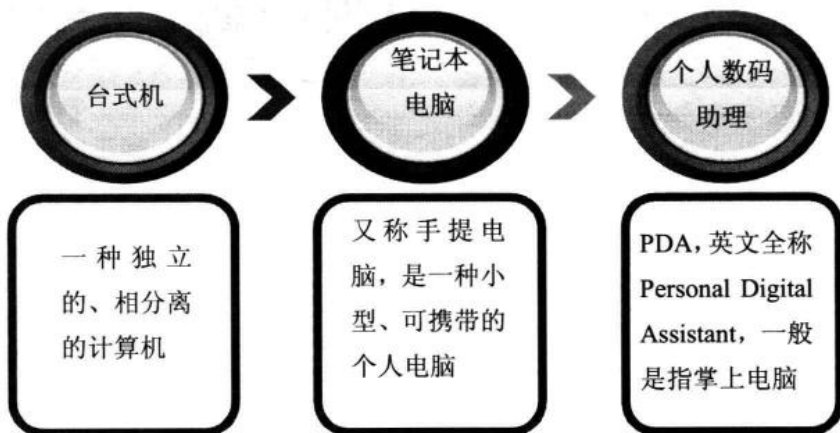 台式机
笔记本
电脑
个人数码
助理
一种独立
的、相分离
的计算机
又称手提电
脑，是一种小
型、可携带的
个人电脑
PDA，英文全称
Personal Digital
Assistant，一般
是指掌上电脑